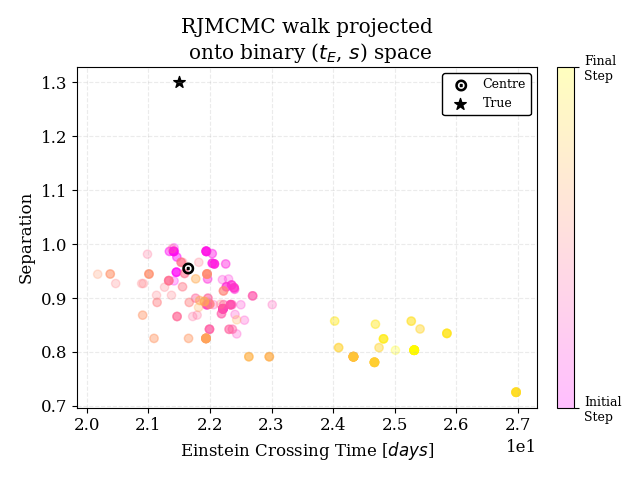 RJMCMC walk projected
onto binary (t_E, s) space
Centre
True
Final
Step
Initial
Step
Separation
1.3
1.2
1.1
1.0
0.9
0.8
0.7
2.0 2.1 2.2 2.3 2.4 2.5 2.6 2.7
1e1
Einstein Crossing Time [days]